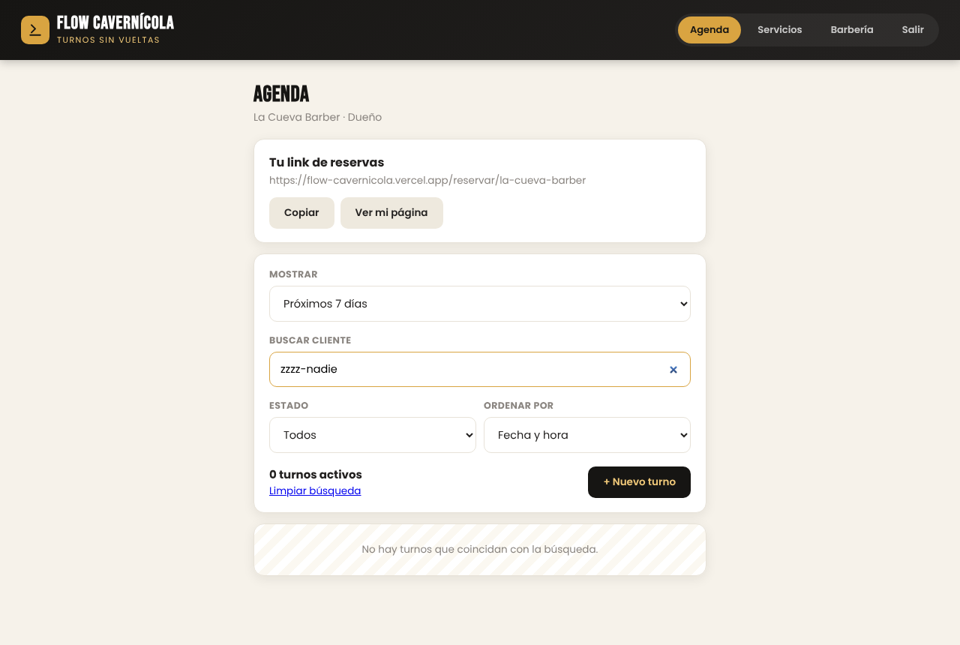 FLOW CAVERNÍCOLA
TURNOS SIN VUELTAS
Agenda
Servicios
Barbería
Salir
AGENDA
La Cueva Barber · Dueño
Tu link de reservas
https://flow-cavernicola.vercel.app/reservar/la-cueva-barber
Copiar
Ver mi página
MOSTRAR
Próximos 7 días
BUSCAR CLIENTE
zzzz-nadie
ESTADO
ORDENAR POR
Todos
Fecha y hora
0 turnos activos
Limpiar búsqueda
+ Nuevo turno
No hay turnos que coincidan con la búsqueda.